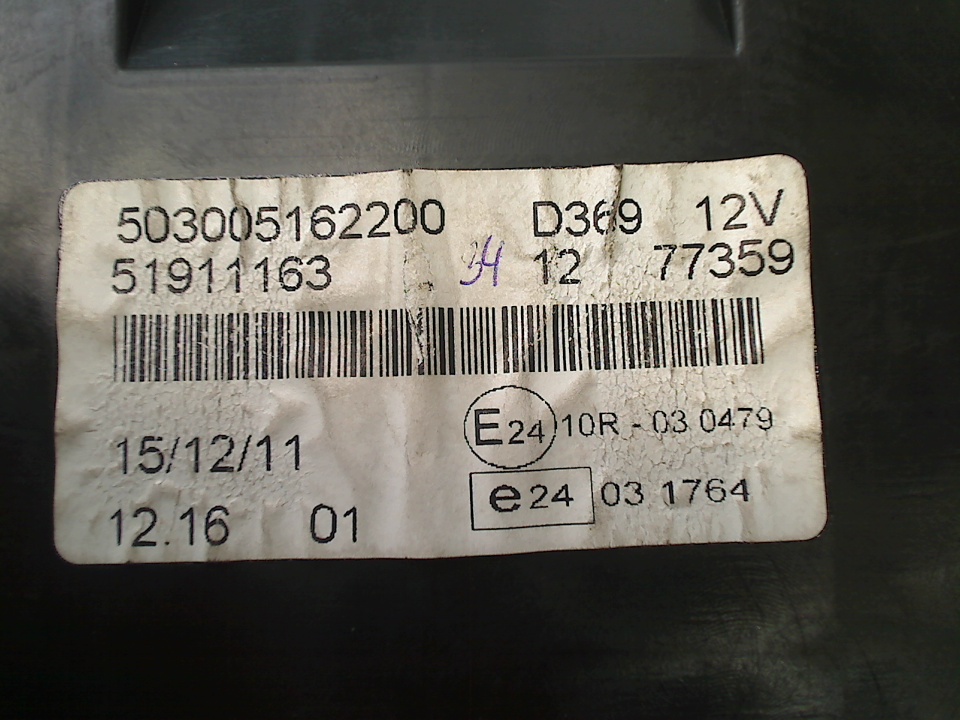 503005162200 D369 12V
51911163 34 12 77359
E24 10R - 03 0479
15/12/11
e24 03 1764
12.16 01